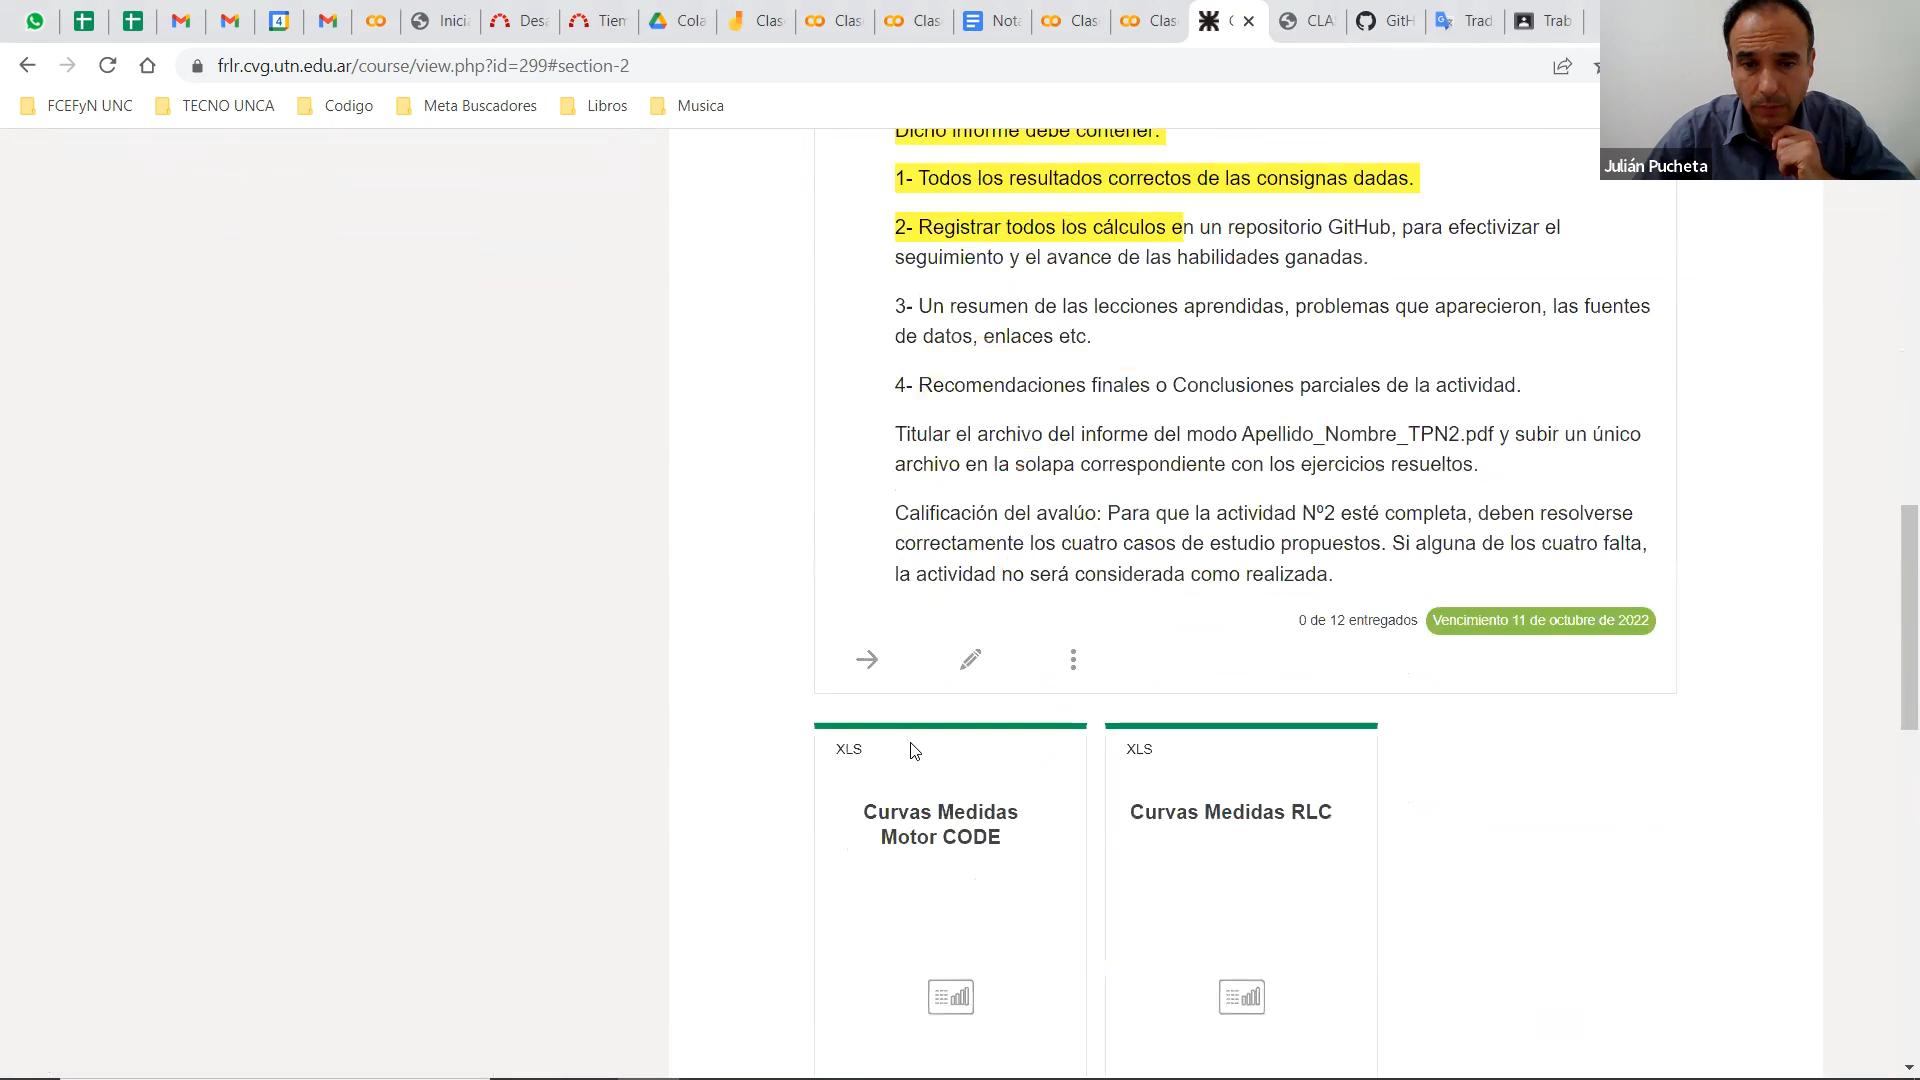 Inicia
Desa
Tiem
Cola
Clas
Clas
Clas
Nota
Clas
Clas
CLA
GitH
Trad
Trab
frlr.cvg.utn.edu.ar/course/view.php?id=299#section-2
FCEFyN UNC
TECNO UNCA
Codigo
Meta Buscadores
Libros
Musica
Julián Pucheta
Dicho informe debe contener:
1- Todos los resultados correctos de las consignas dadas.
2- Registrar todos los cálculos en un repositorio GitHub, para efectivizar el
seguimiento y el avance de las habilidades ganadas.
3- Un resumen de las lecciones aprendidas, problemas que aparecieron, las fuentes
de datos, enlaces etc.
4- Recomendaciones finales o Conclusiones parciales de la actividad.
Titular el archivo del informe del modo Apellido_Nombre_TPN2.pdf y subir un único
archivo en la solapa correspondiente con los ejercicios resueltos.
Calificación del avalúo: Para que la actividad Nº2 esté completa, deben resolverse
correctamente los cuatro casos de estudio propuestos. Si alguna de los cuatro falta,
la actividad no será considerada como realizada.
0 de 12 entregados
Vencimiento 11 de octubre de 2022
XLS
Curvas Medidas
Motor CODE
XLS
Curvas Medidas RLC